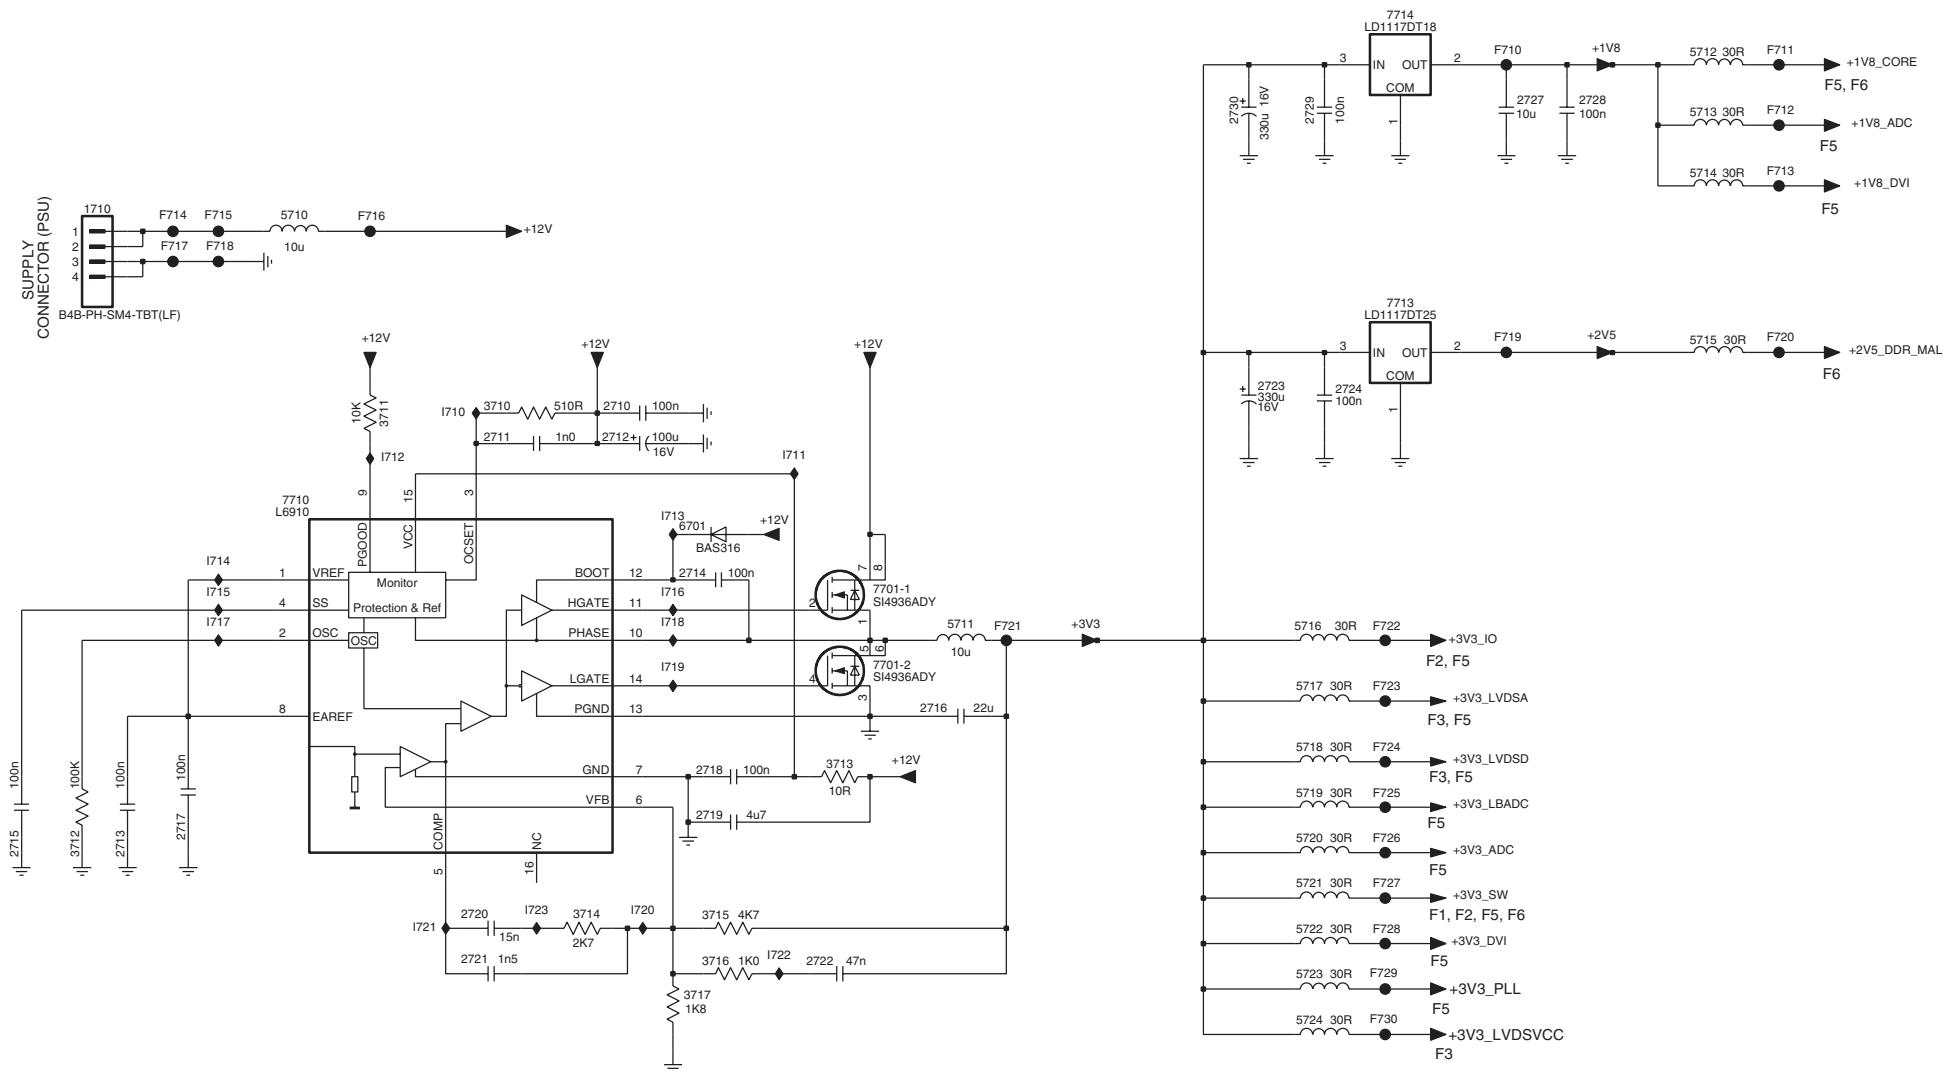 7714
LD1117DT18
3
IN
OUT
2
COM
1
2730
+
330u 16V
2729
100n
F710
+1V8
2727
10u
2728
100n
5712 30R
F711
+1V8_CORE
F5, F6
5713 30R
F712
+1V8_ADC
F5
5714 30R
F713
+1V8_DVI
F5
SUPPLY
CONNECTOR (PSU)
1710
1
2
3
4
B4B-PH-SM4-TBT(LF)
F714
F715
5710
10u
F716
+12V
F717
F718
7713
LD1117DT25
3
IN
OUT
2
COM
1
+
2723
330u
16V
2724
100n
F719
+2V5
5715 30R
F720
+2V5_DDR_MAL
F6
+12V
+12V
+12V
10K
3711
I712
I710
3710
510R
2710
100n
2711
1n0
2712
+
100u
16V
I711
9
15
3
7710
L6910
PGOOD
VCC
OCSET
Monitor
Protection & Ref
OSC
I714
1
VREF
I715
4
SS
I717
2
OSC
8
EAREF
BOOT
12
HGATE
11
PHASE
10
LGATE
14
PGND
13
GND
7
VFB
6
COMP
5
NC
16
I713
6701
BAS316
+12V
2714
100n
I716
I718
I719
2
7
8
1
7701-1
SI4936ADY
4
5
6
3
7701-2
SI4936ADY
5711
10u
F721
+3V3
2716
22u
2718
100n
3713
10R
+12V
2719
4u7
2715
100n
3712
100K
2713
100n
2717
100n
I721
2720
15n
I723
3714
2K7
I720
2721
1n5
3715
4K7
3716
1K0
I722
2722
47n
3717
1K8
5716
30R
F722
+3V3_IO
F2, F5
5717
30R
F723
+3V3_LVDSA
F3, F5
5718
30R
F724
+3V3_LVDSD
F3, F5
5719
30R
F725
+3V3_LBADC
F5
5720
30R
F726
+3V3_ADC
F5
5721
30R
F727
+3V3_SW
F1, F2, F5, F6
5722
30R
F728
+3V3_DVI
F5
5723
30R
F729
+3V3_PLL
F5
5724
30R
F730
+3V3_LVDSVCC
F3